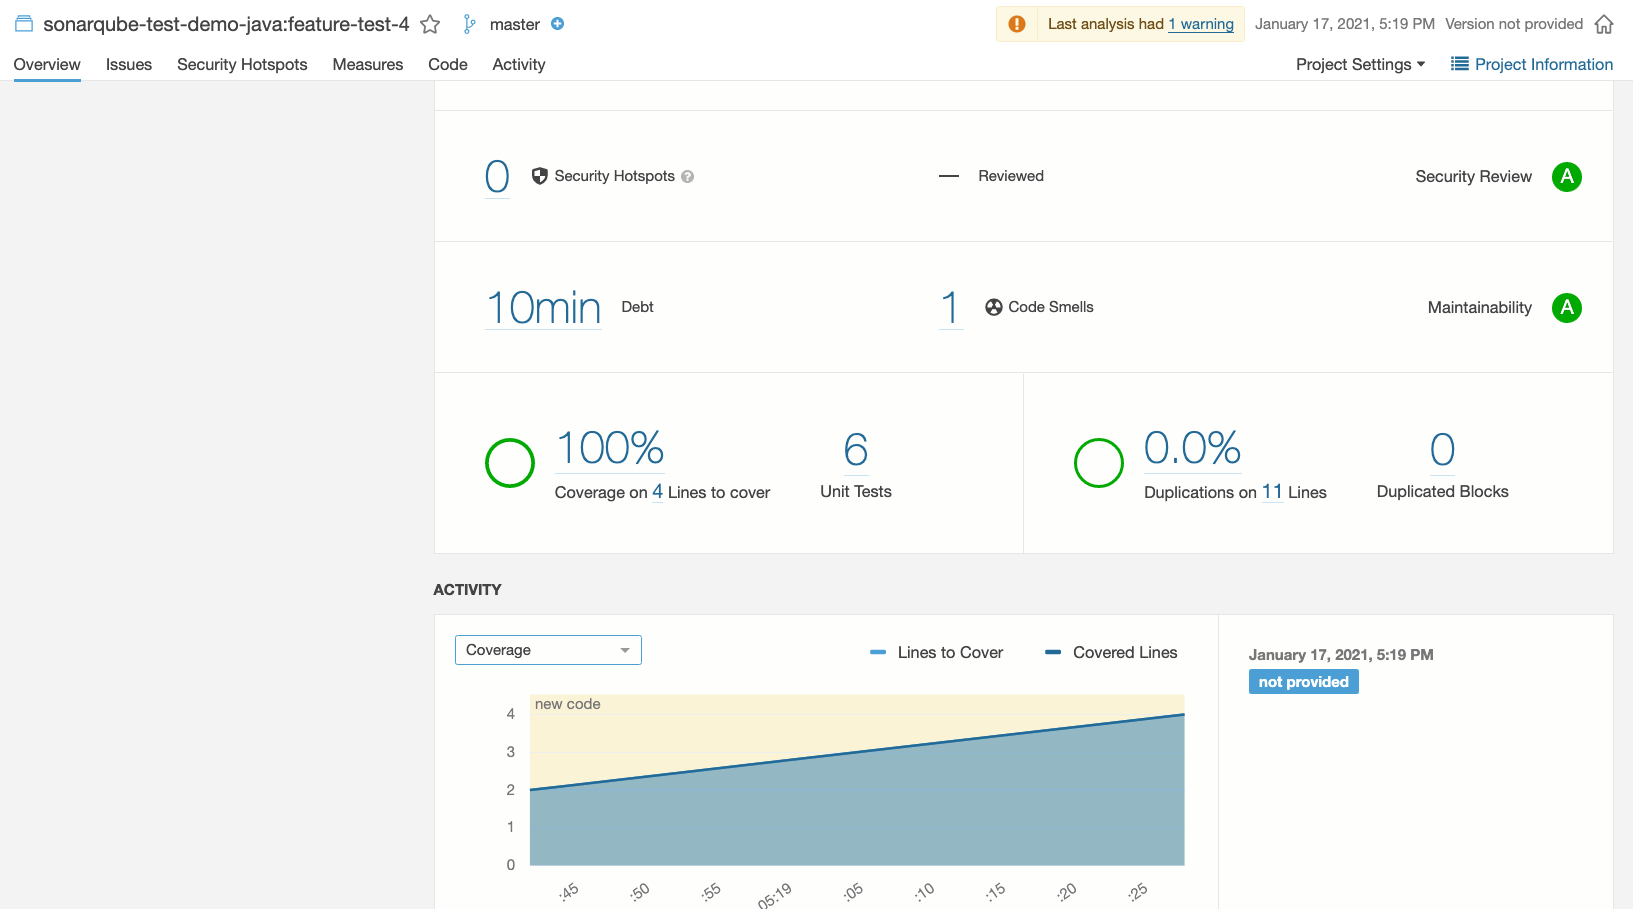 sonarqube-test-demo-java:feature-test-4 master Last analysis had 1 warning January 17, 2021, 5:19 PM Version not provided
Overview Issues Security Hotspots Measures Code Activity Project Settings Project Information
0 Security Hotspots ? — Reviewed Security Review A
10min Debt 1 Code Smells Maintainability A
100% 6 0.0% 0
Coverage on 4 Lines to cover Unit Tests Duplications on 11 Lines Duplicated Blocks
ACTIVITY
Coverage Lines to Cover Covered Lines January 17, 2021, 5:19 PM
not provided
new code
4
3
2
1
0
:45 :50 :55 05:19 :05 :10 :15 :20 :25